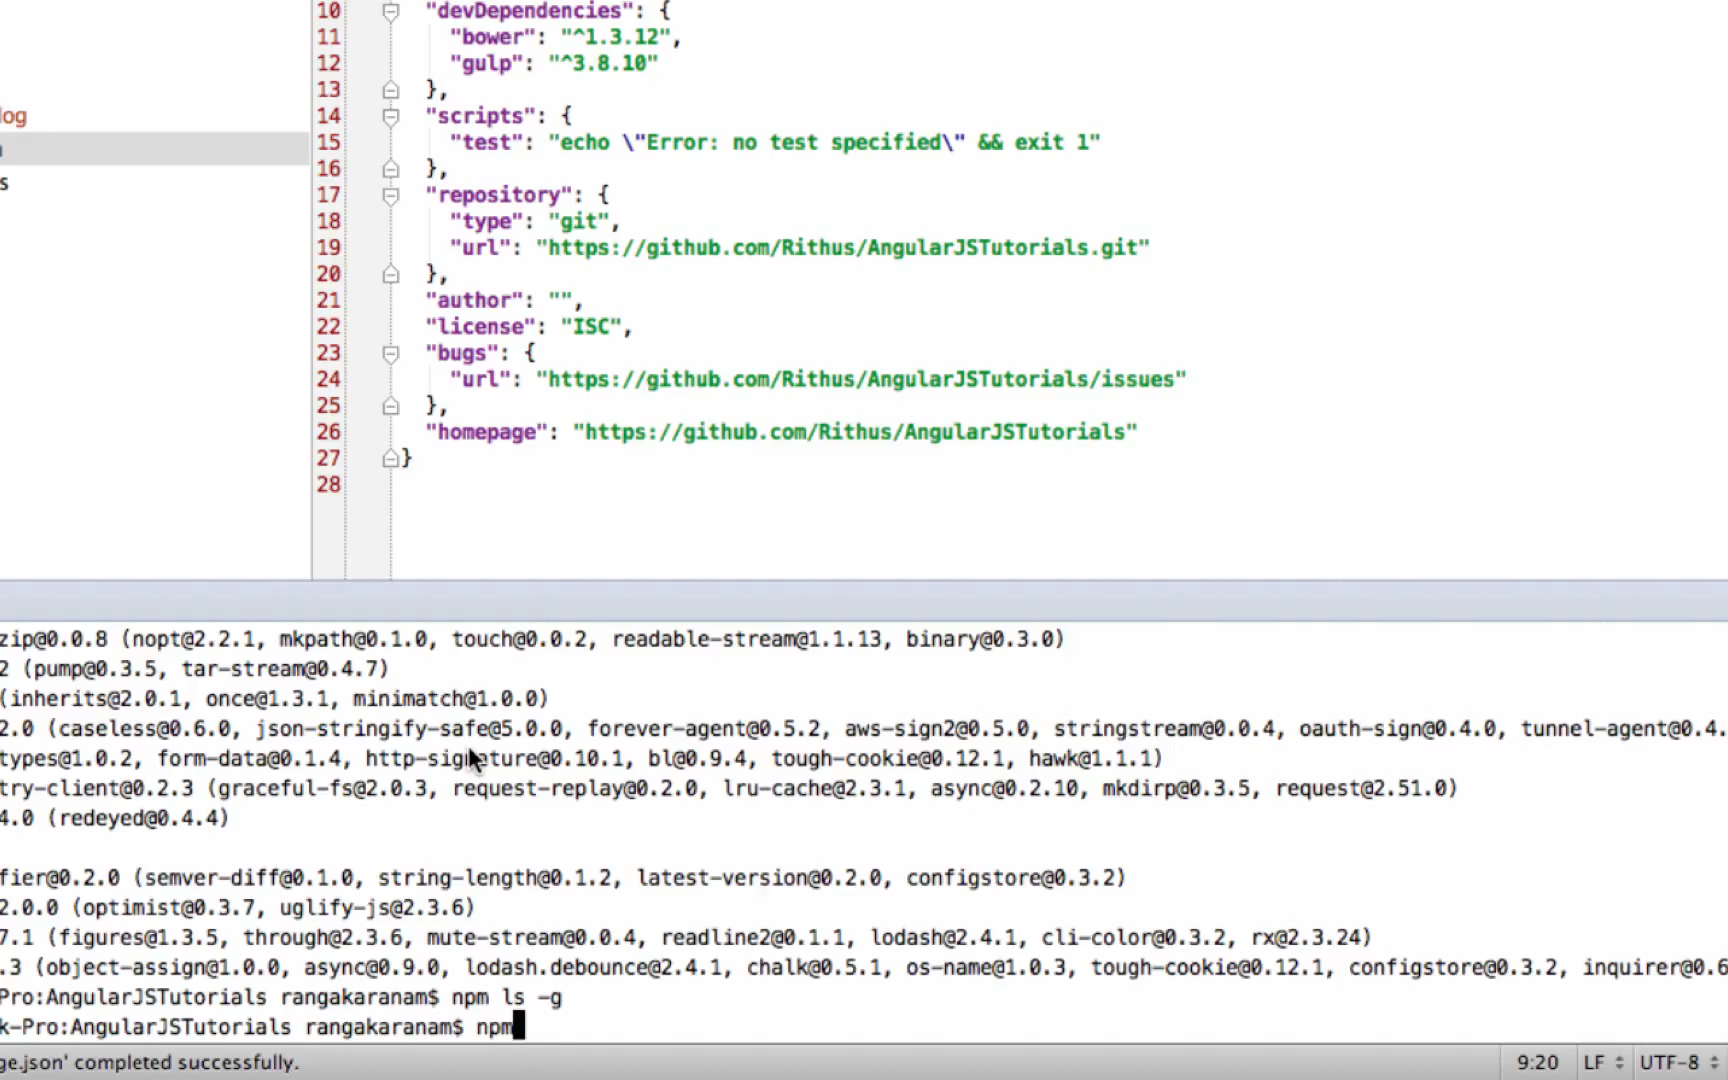 10 "devDependencies": {
11 "bower": "^1.3.12",
12 "gulp": "^3.8.10"
13 },
14 "scripts": {
15 "test": "echo \"Error: no test specified\" && exit 1"
16 },
17 "repository": {
18 "type": "git",
19 "url": "https://github.com/Rithus/AngularJSTutorials.git"
20 },
21 "author": "",
22 "license": "ISC",
23 "bugs": {
24 "url": "https://github.com/Rithus/AngularJSTutorials/issues"
25 },
26 "homepage": "https://github.com/Rithus/AngularJSTutorials"
27 }
28
log
s
zip@0.0.8 (nopt@2.2.1, mkpath@0.1.0, touch@0.0.2, readable-stream@1.1.13, binary@0.3.0)
2 (pump@0.3.5, tar-stream@0.4.7)
(inherits@2.0.1, once@1.3.1, minimatch@1.0.0)
2.0 (caseless@0.6.0, json-stringify-safe@5.0.0, forever-agent@0.5.2, aws-sign2@0.5.0, stringstream@0.0.4, oauth-sign@0.4.0, tunnel-agent@0.4.
types@1.0.2, form-data@0.1.4, http-signature@0.10.1, bl@0.9.4, tough-cookie@0.12.1, hawk@1.1.1)
try-client@0.2.3 (graceful-fs@2.0.3, request-replay@0.2.0, lru-cache@2.3.1, async@0.2.10, mkdirp@0.3.5, request@2.51.0)
4.0 (redeyed@0.4.4)
fier@0.2.0 (semver-diff@0.1.0, string-length@0.1.2, latest-version@0.2.0, configstore@0.3.2)
2.0.0 (optimist@0.3.7, uglify-js@2.3.6)
7.1 (figures@1.3.5, through@2.3.6, mute-stream@0.0.4, readline2@0.1.1, lodash@2.4.1, cli-color@0.3.2, rx@2.3.24)
.3 (object-assign@1.0.0, async@0.9.0, lodash.debounce@2.4.1, chalk@0.5.1, os-name@1.0.3, tough-cookie@0.12.1, configstore@0.3.2, inquirer@0.6
Pro:AngularJSTutorials rangakaranam$ npm ls -g
k-Pro:AngularJSTutorials rangakaranam$ npm
ge.json' completed successfully.
9:20 LF UTF-8